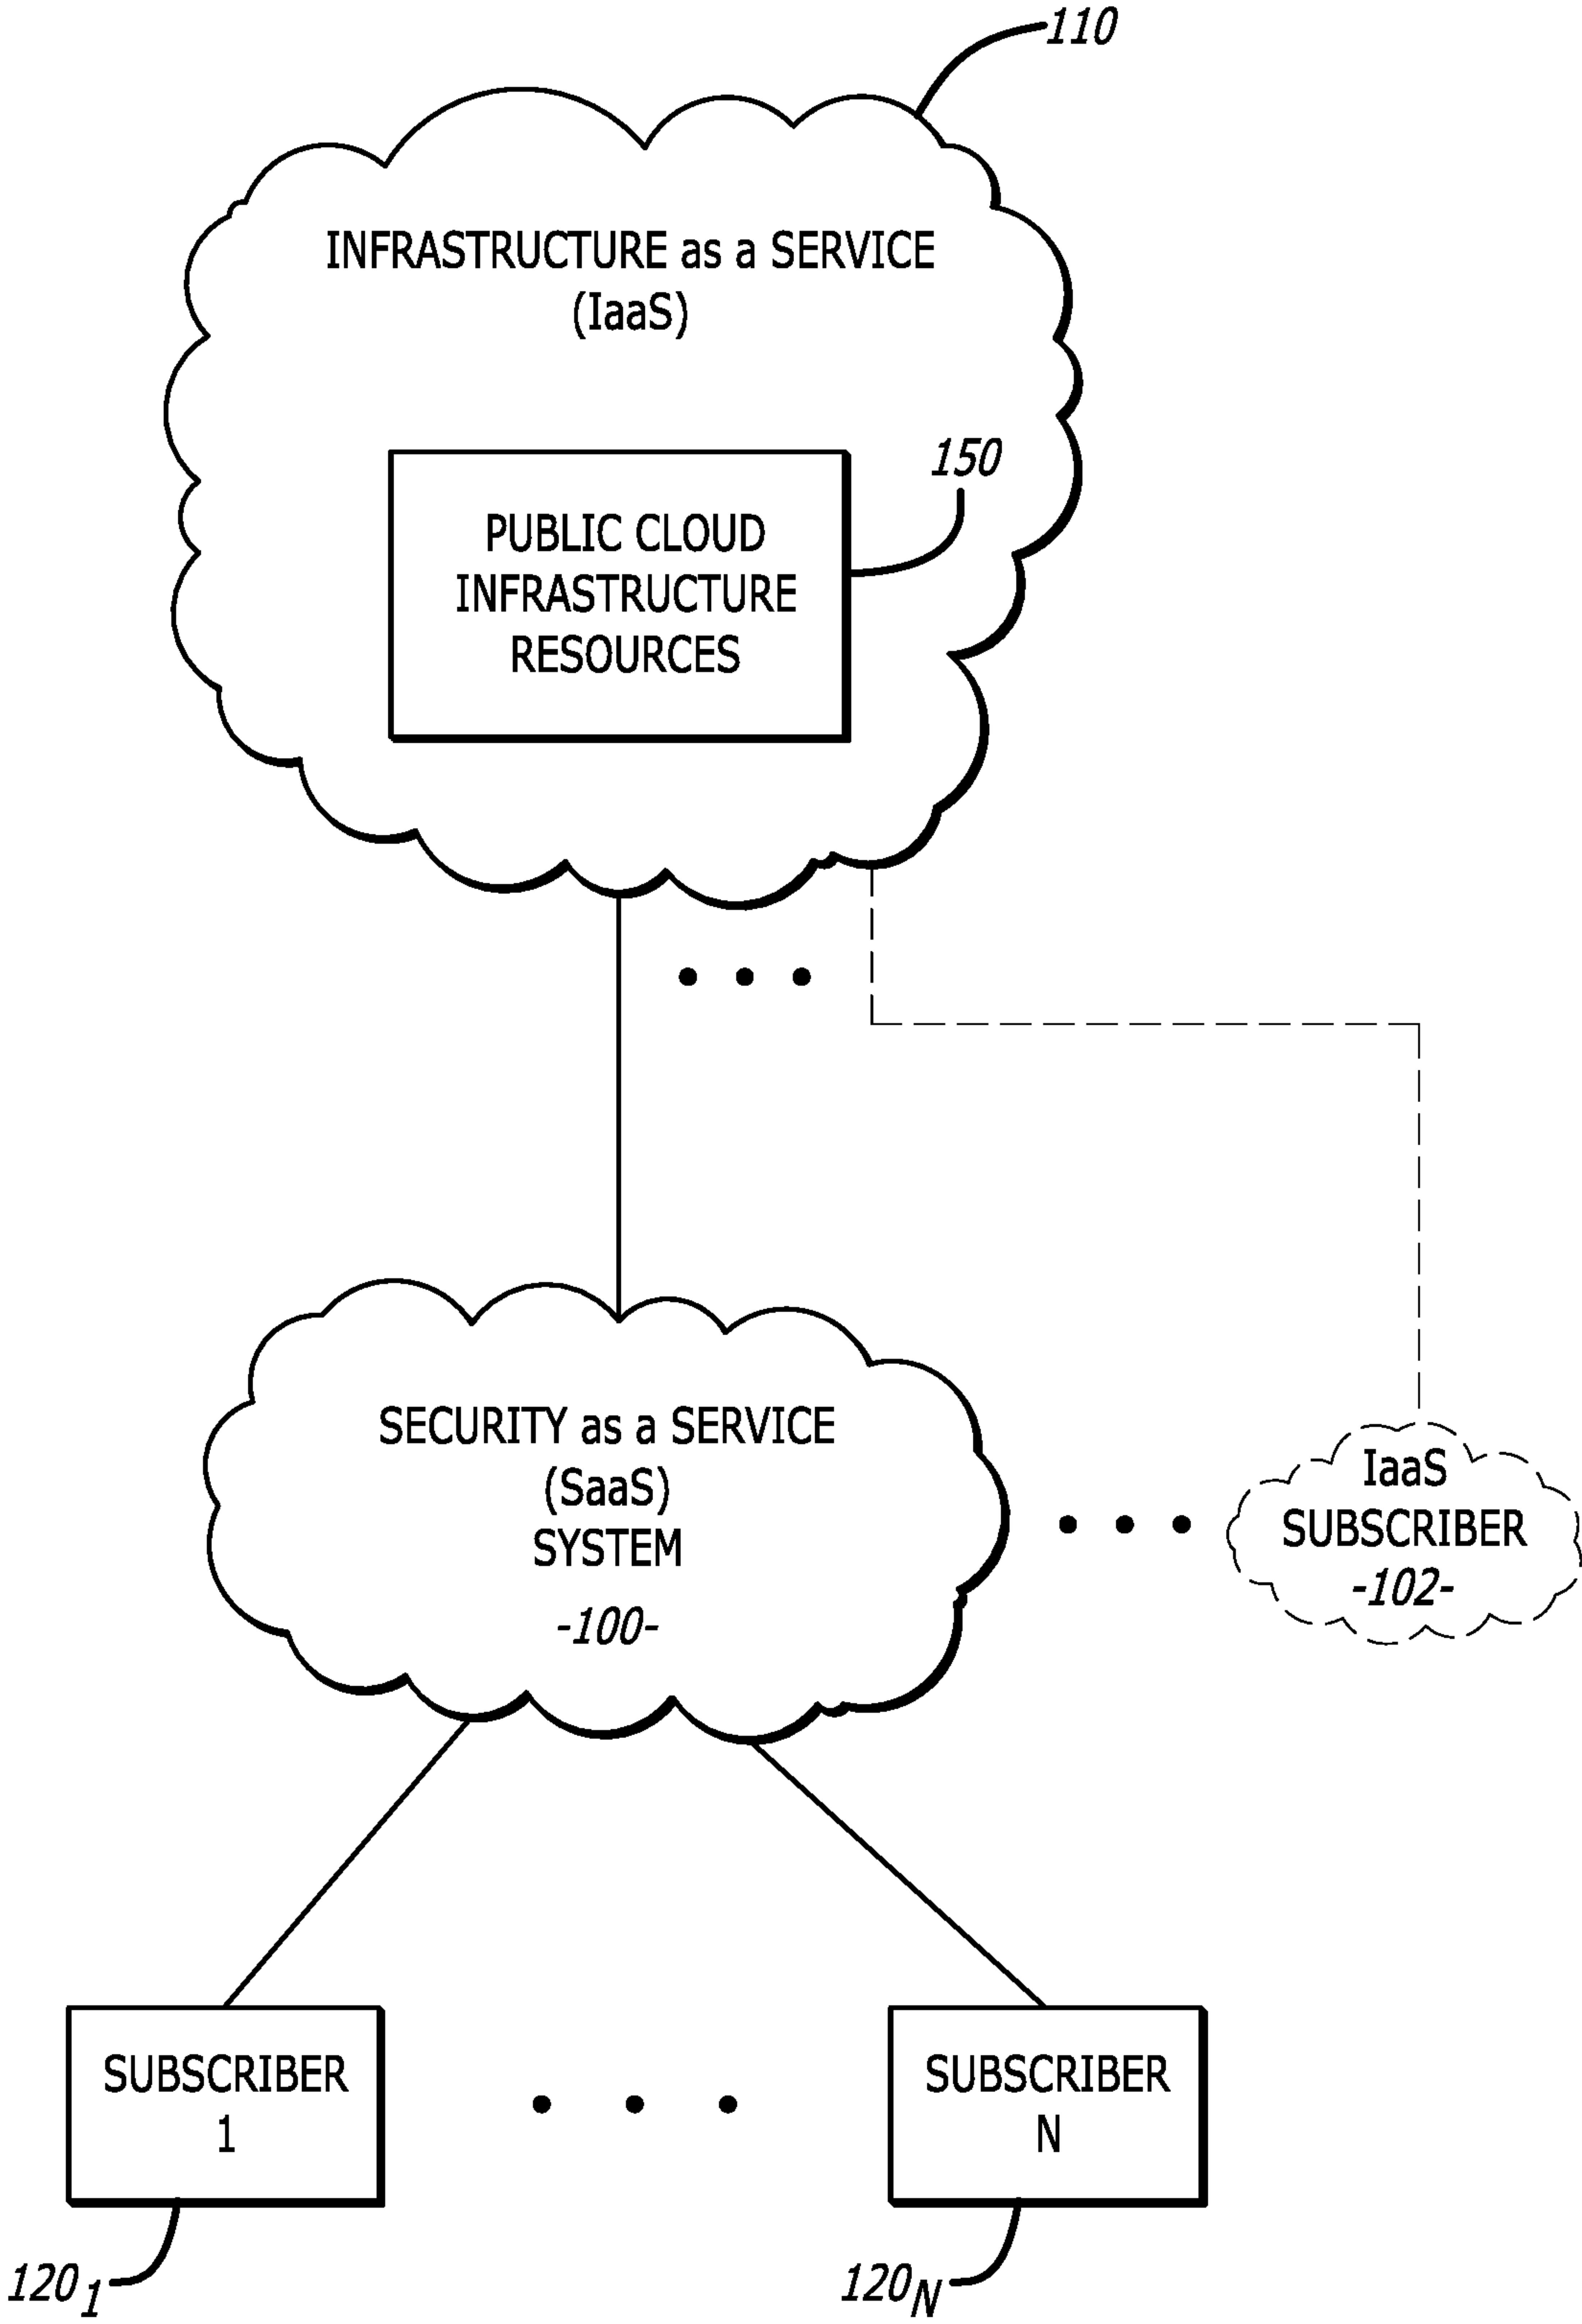 110
INFRASTRUCTURE as a SERVICE
(IaaS)
150
PUBLIC CLOUD
INFRASTRUCTURE
RESOURCES
SECURITY as a SERVICE
(SaaS)
SYSTEM
-100-
IaaS
SUBSCRIBER
-102-
SUBSCRIBER
1
SUBSCRIBER
N
120₁
120N